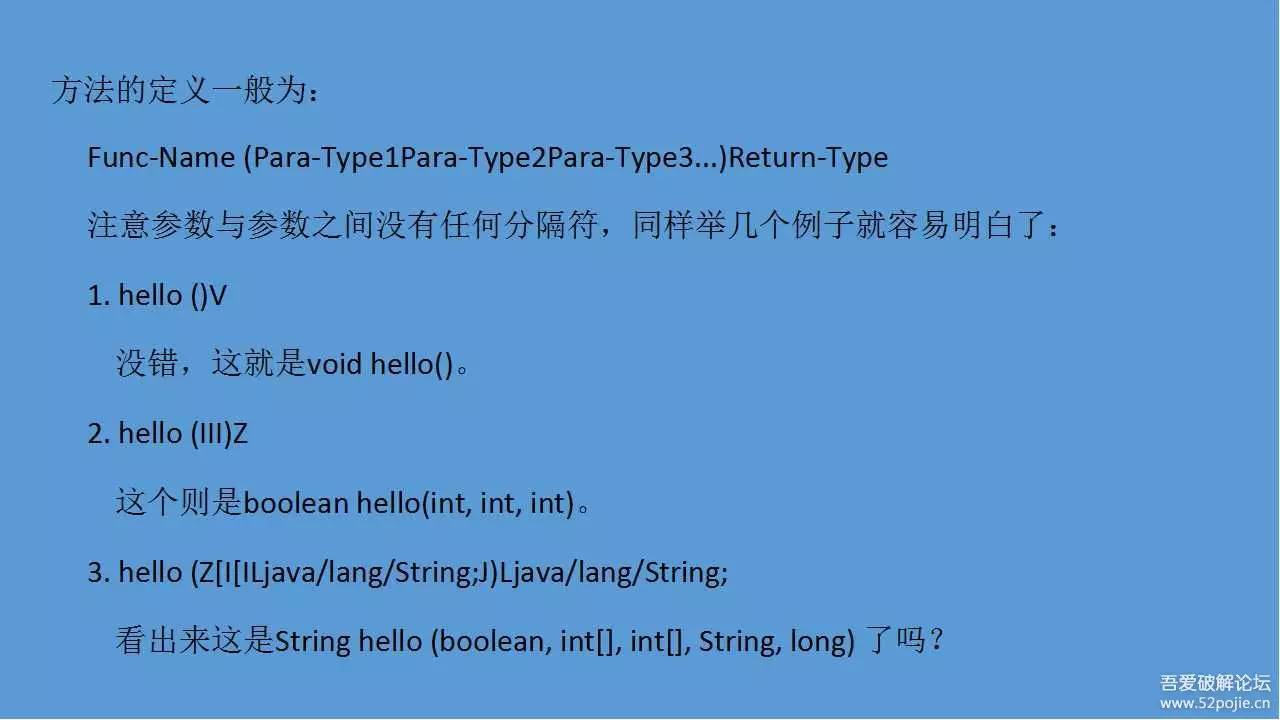 方法的定义一般为：
Func-Name (Para-Type1Para-Type2Para-Type3...)Return-Type
注意参数与参数之间没有任何分隔符，同样举几个例子就容易明白了：
1. hello ()V
没错，这就是void hello()。
2. hello (III)Z
这个则是boolean hello(int, int, int)。
3. hello (Z[I[ILjava/lang/String;J)Ljava/lang/String;
看出来这是String hello (boolean, int[], int[], String, long) 了吗？
吾爱破解论坛
www.52pojie.cn